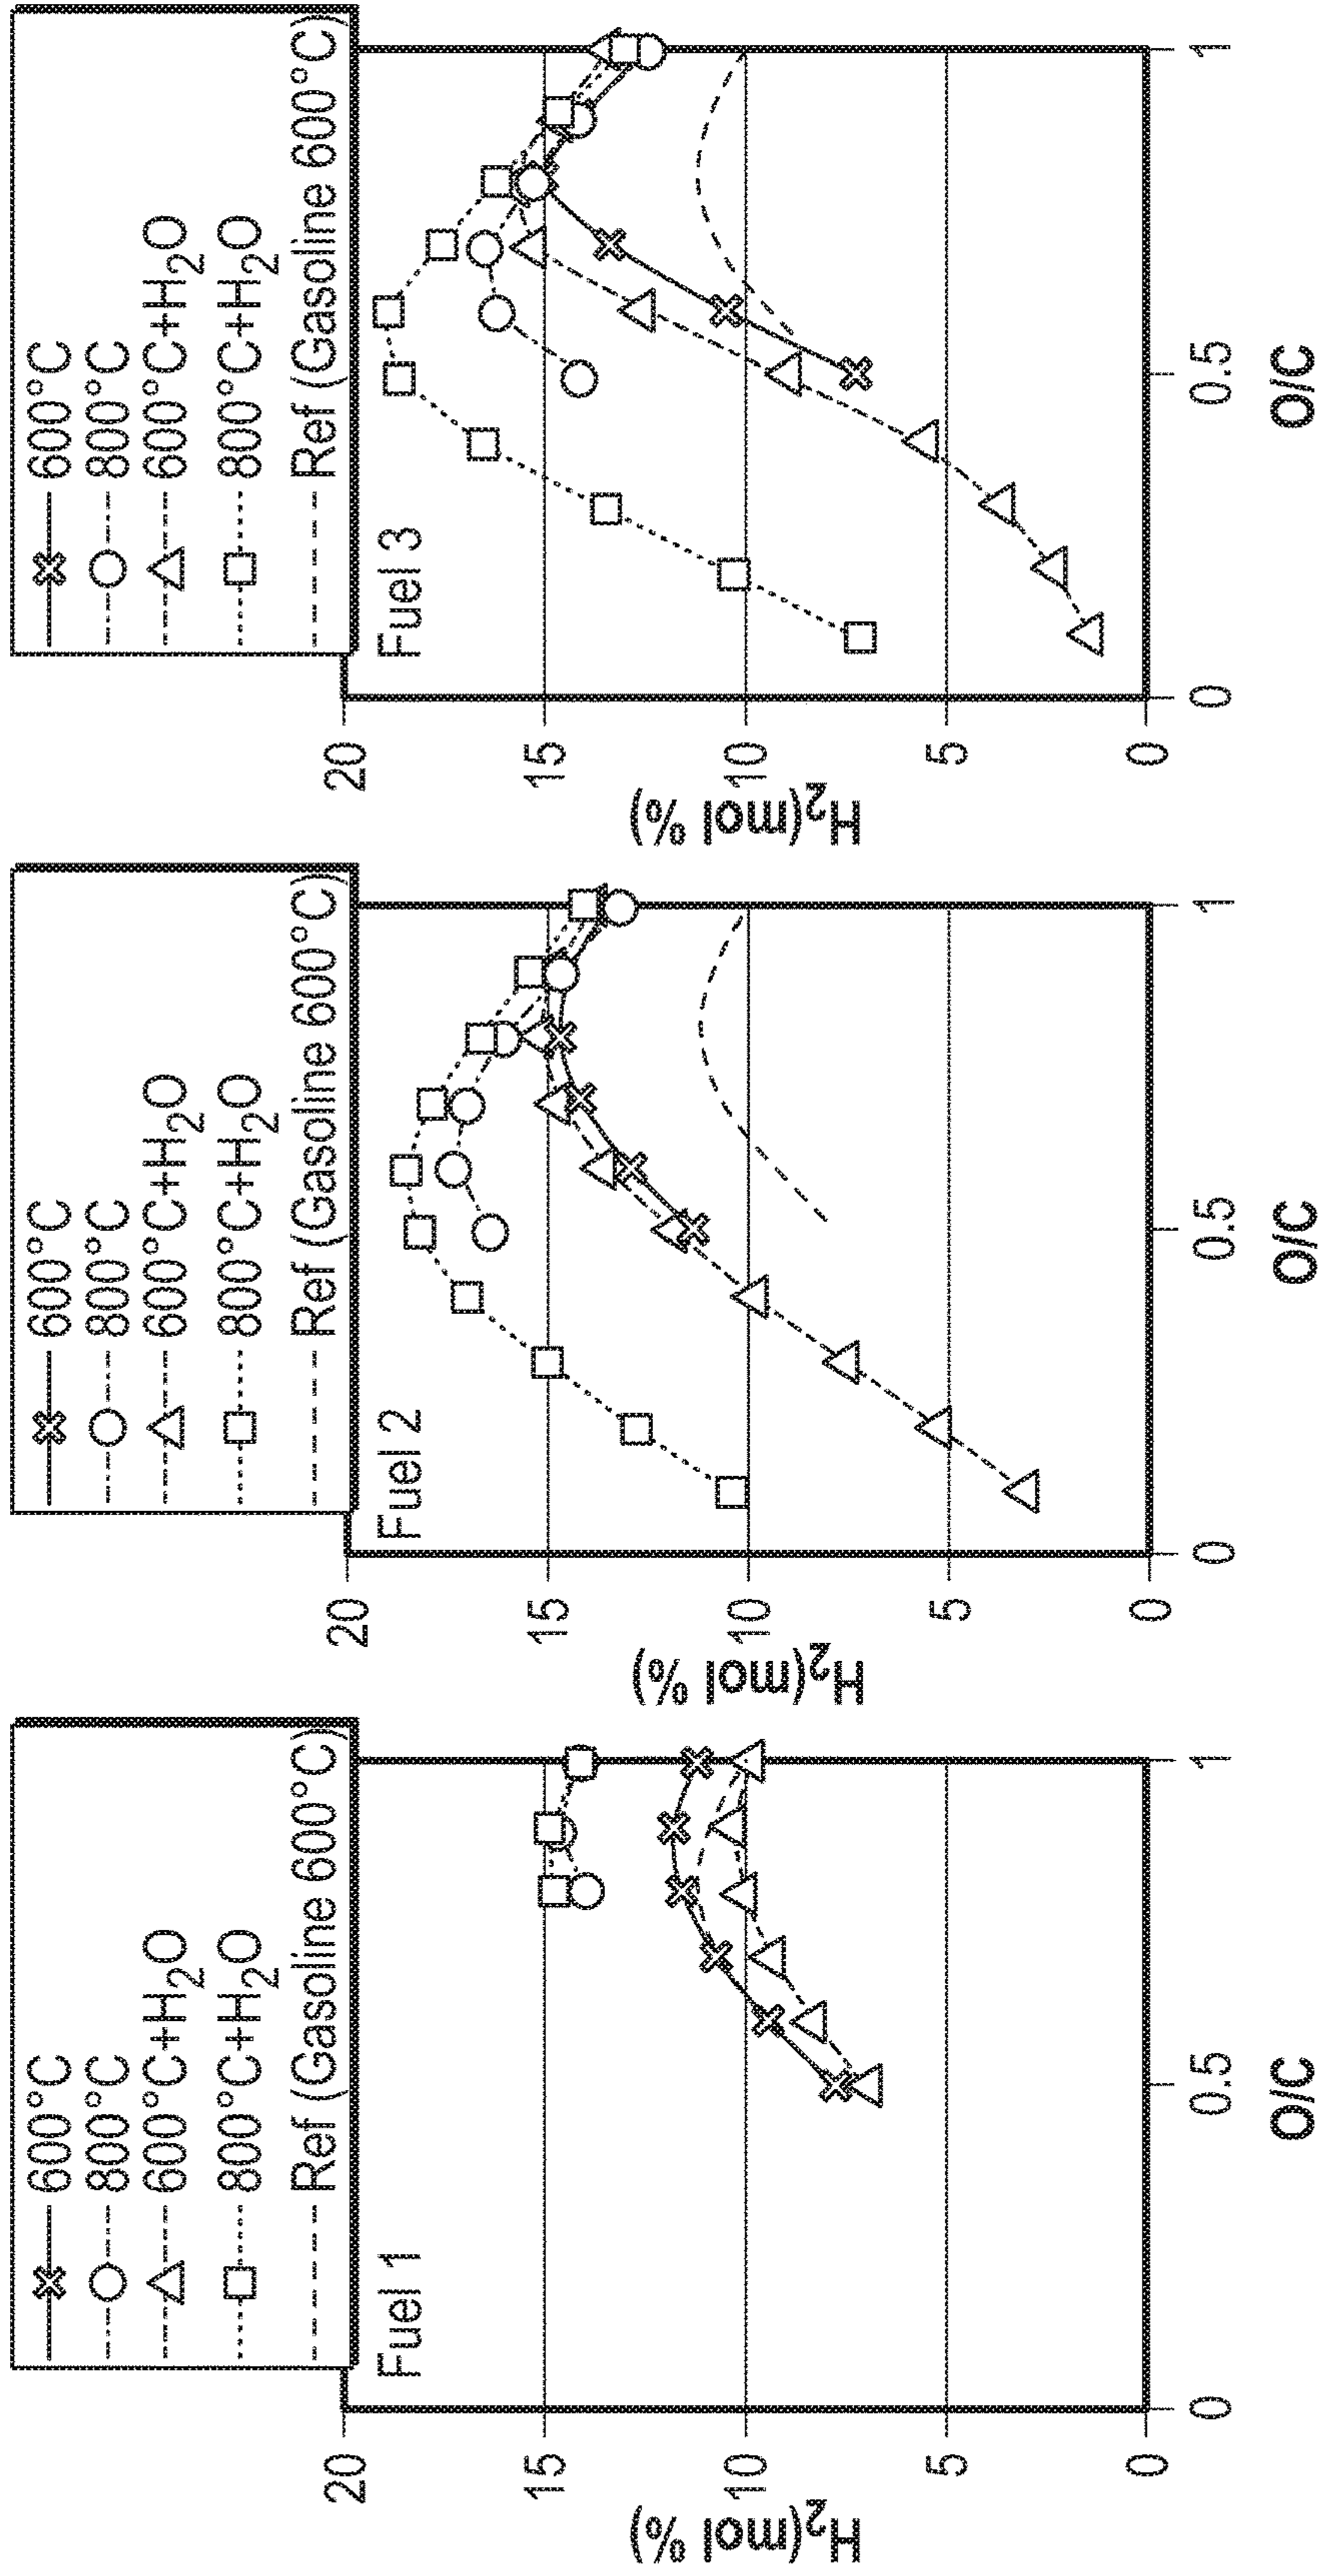 600°C
800°C
600°C+H2O
800°C+H2O
Ref (Gasoline 600°C)
Fuel 1
20
15
10
5
0
H2(mol %)
0
0.5
1
O/C
600°C
800°C
600°C+H2O
800°C+H2O
Ref (Gasoline 600°C)
Fuel 2
20
15
10
5
0
H2(mol %)
0
0.5
1
O/C
600°C
800°C
600°C+H2O
800°C+H2O
Ref (Gasoline 600°C)
Fuel 3
20
15
10
5
0
H2(mol %)
0
0.5
1
O/C